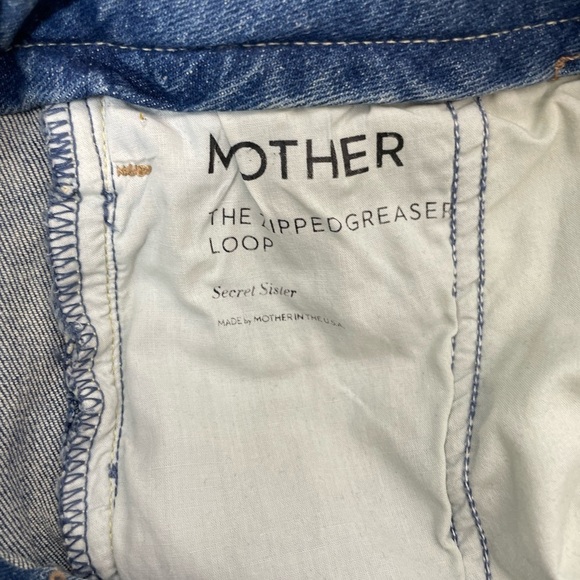 MOTHER
THE ZIPPEDGREASER
LOOP
Secret Sister
MADE by MOTHER IN THE U.S.A.